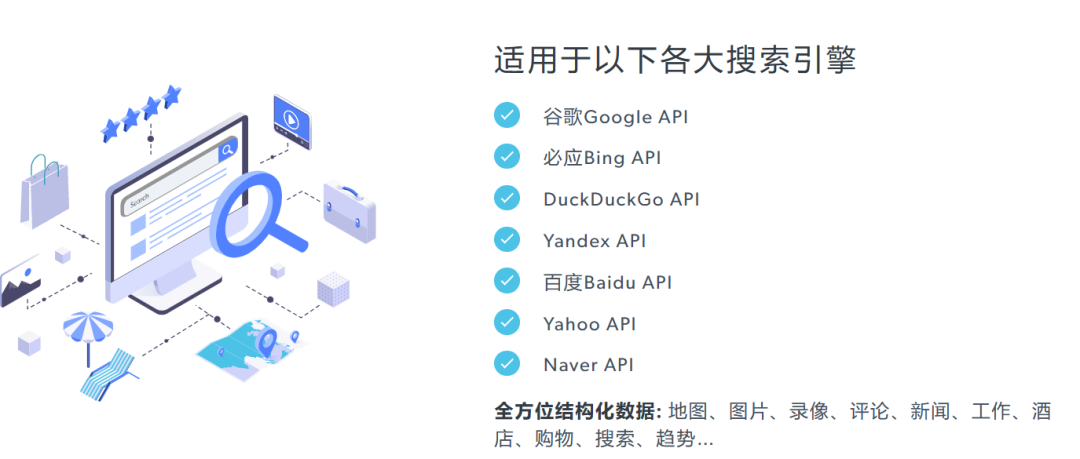 适用于以下各大搜索引擎
谷歌Google API
必应Bing API
DuckDuckGo API
Yandex API
百度Baidu API
Yahoo API
Naver API
全方位结构化数据: 地图、图片、录像、评论、新闻、工作、酒
店、购物、搜索、趋势...
Search